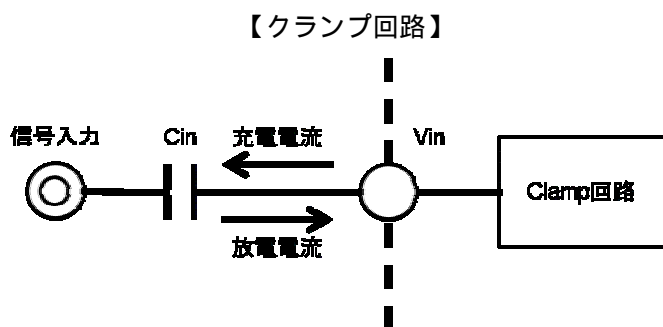 【クランプ回路】
信号入力
Cin
充電電流
Vin
Clamp回路
放電電流